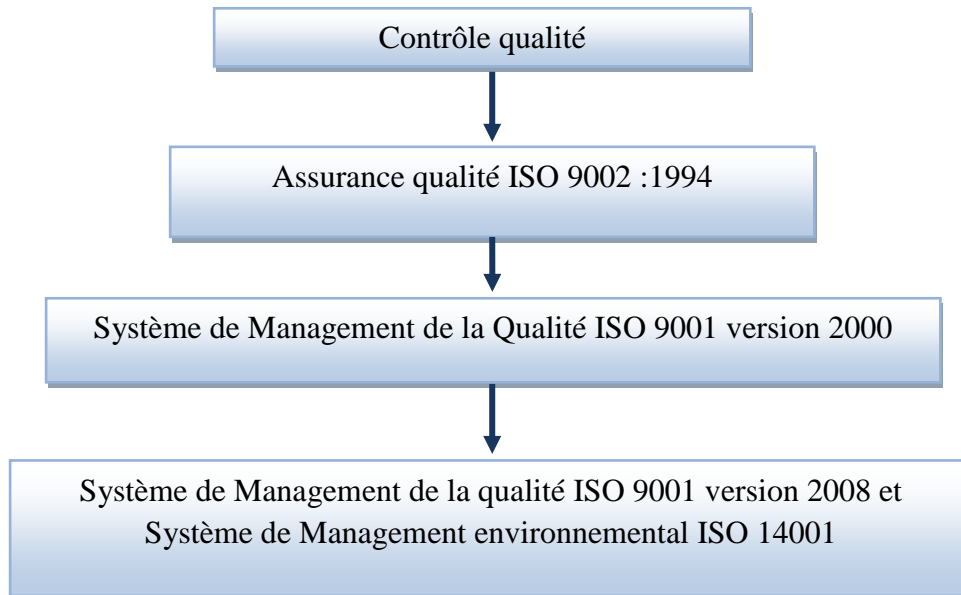 Contrôle qualité
Assurance qualité ISO 9002 :1994
Système de Management de la Qualité ISO 9001 version 2000
Système de Management de la qualité ISO 9001 version 2008 et
Système de Management environnemental ISO 14001